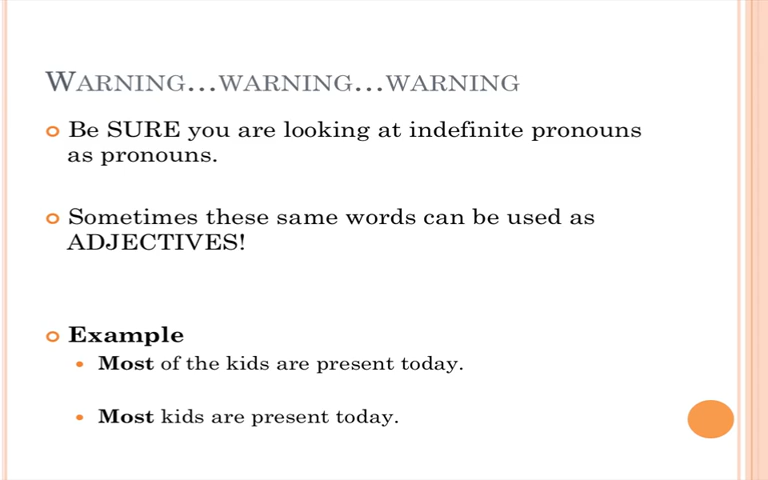 WARNING...WARNING...WARNING
Be SURE you are looking at indefinite pronouns
as pronouns.
Sometimes these same words can be used as
ADJECTIVES!
Example
Most of the kids are present today.
Most kids are present today.